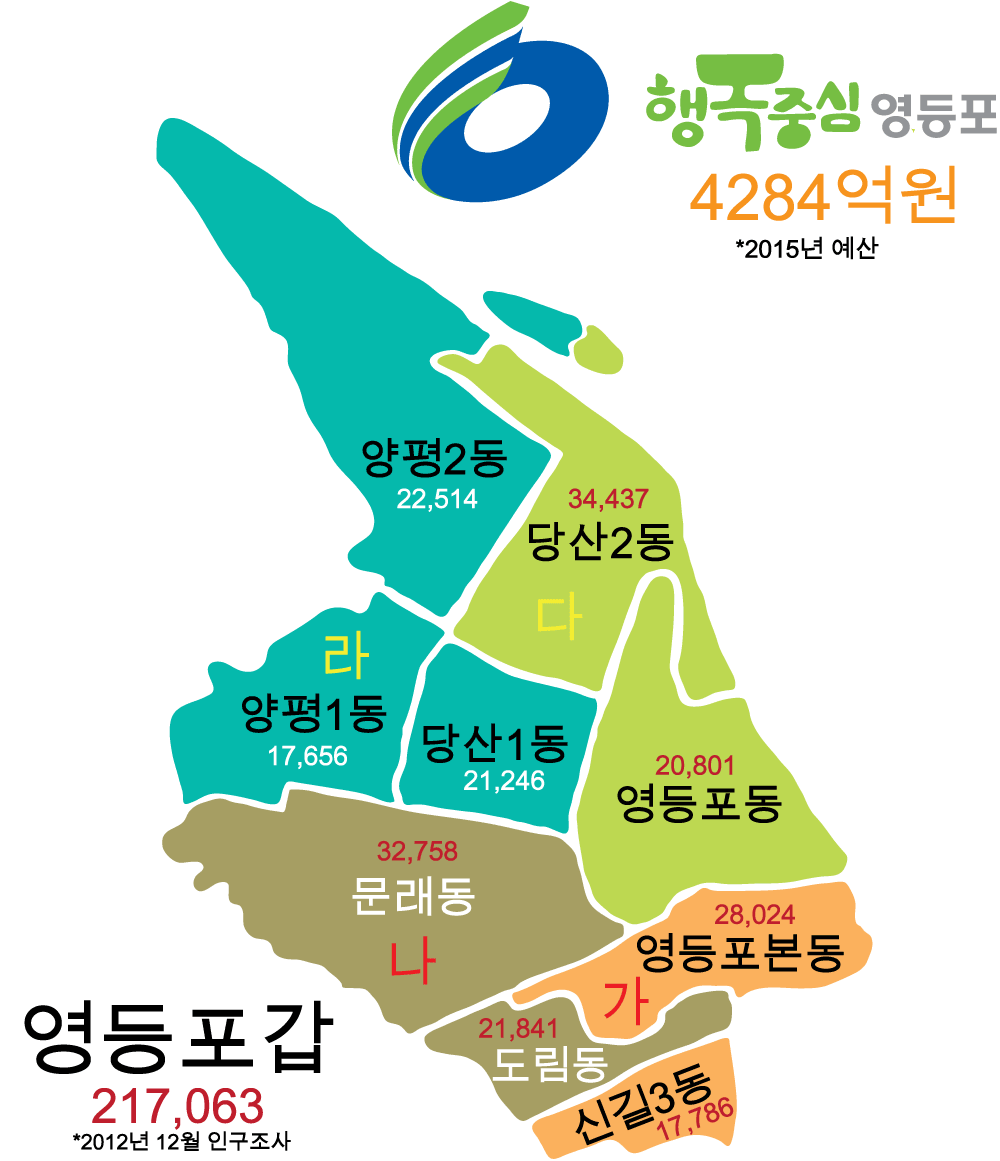 행복중심 영등포
4284억원
*2015년 예산
양평2동
22,514
34,437
당산2동
다
라
양평1동
17,656
당산1동
21,246
20,801
영등포동
32,758
문래동
나
28,024
영등포본동
가
21,841
도림동
신길3동
17,786
영등포갑
217,063
*2012년 12월 인구조사